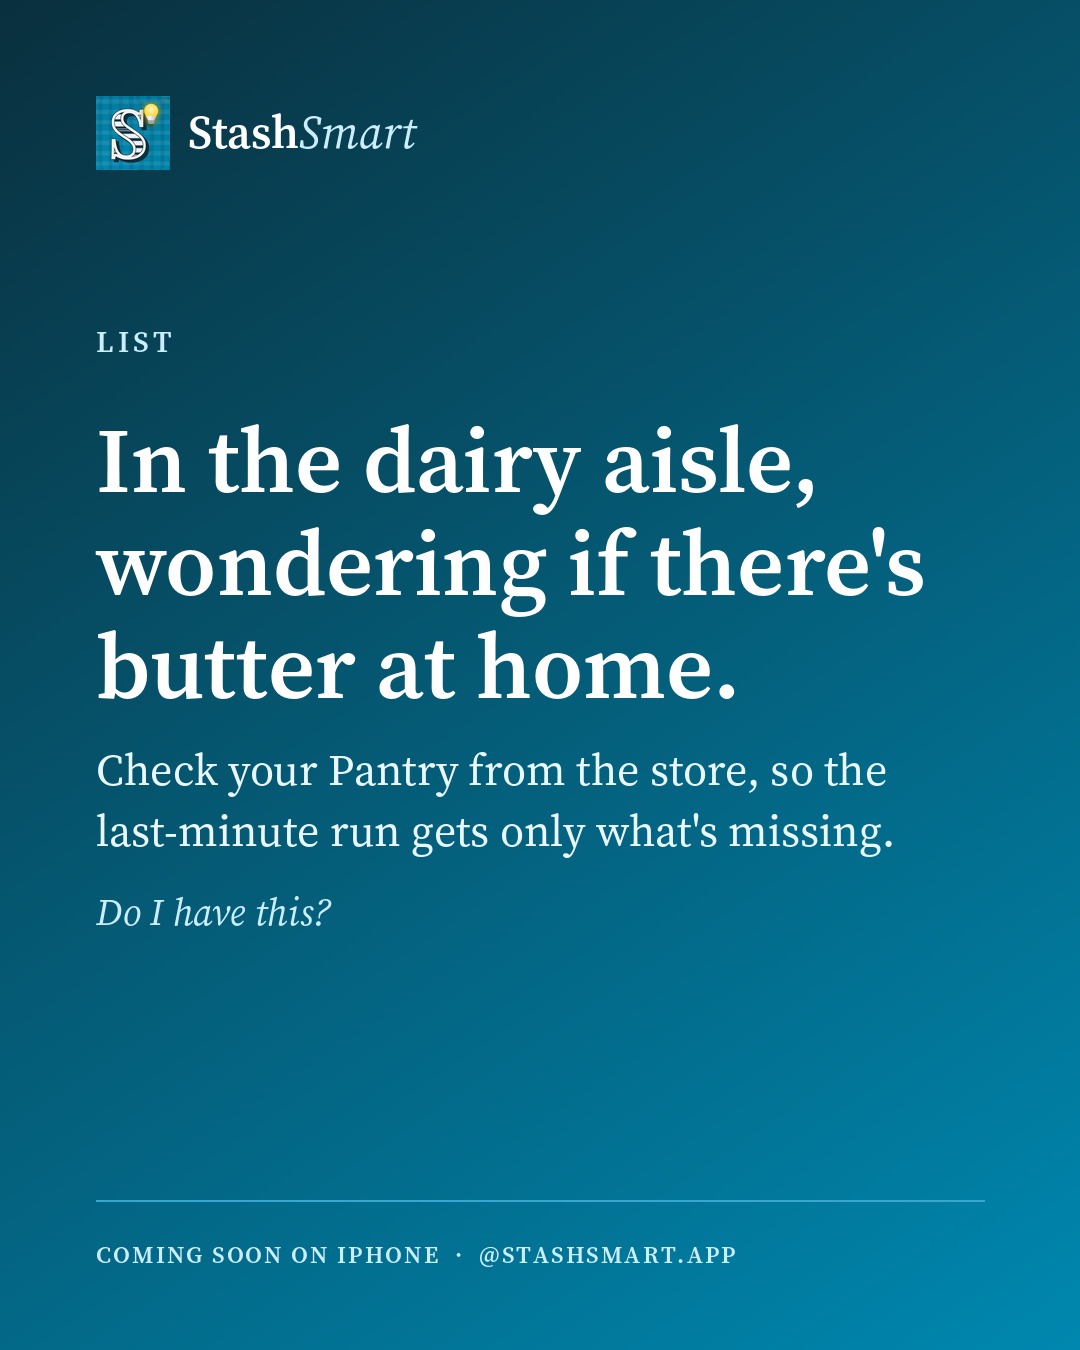 StashSmart
LIST
In the dairy aisle,
wondering if there's
butter at home.
Check your Pantry from the store, so the
last-minute run gets only what's missing.
Do I have this?
COMING SOON ON IPHONE · @STASHSMART.APP